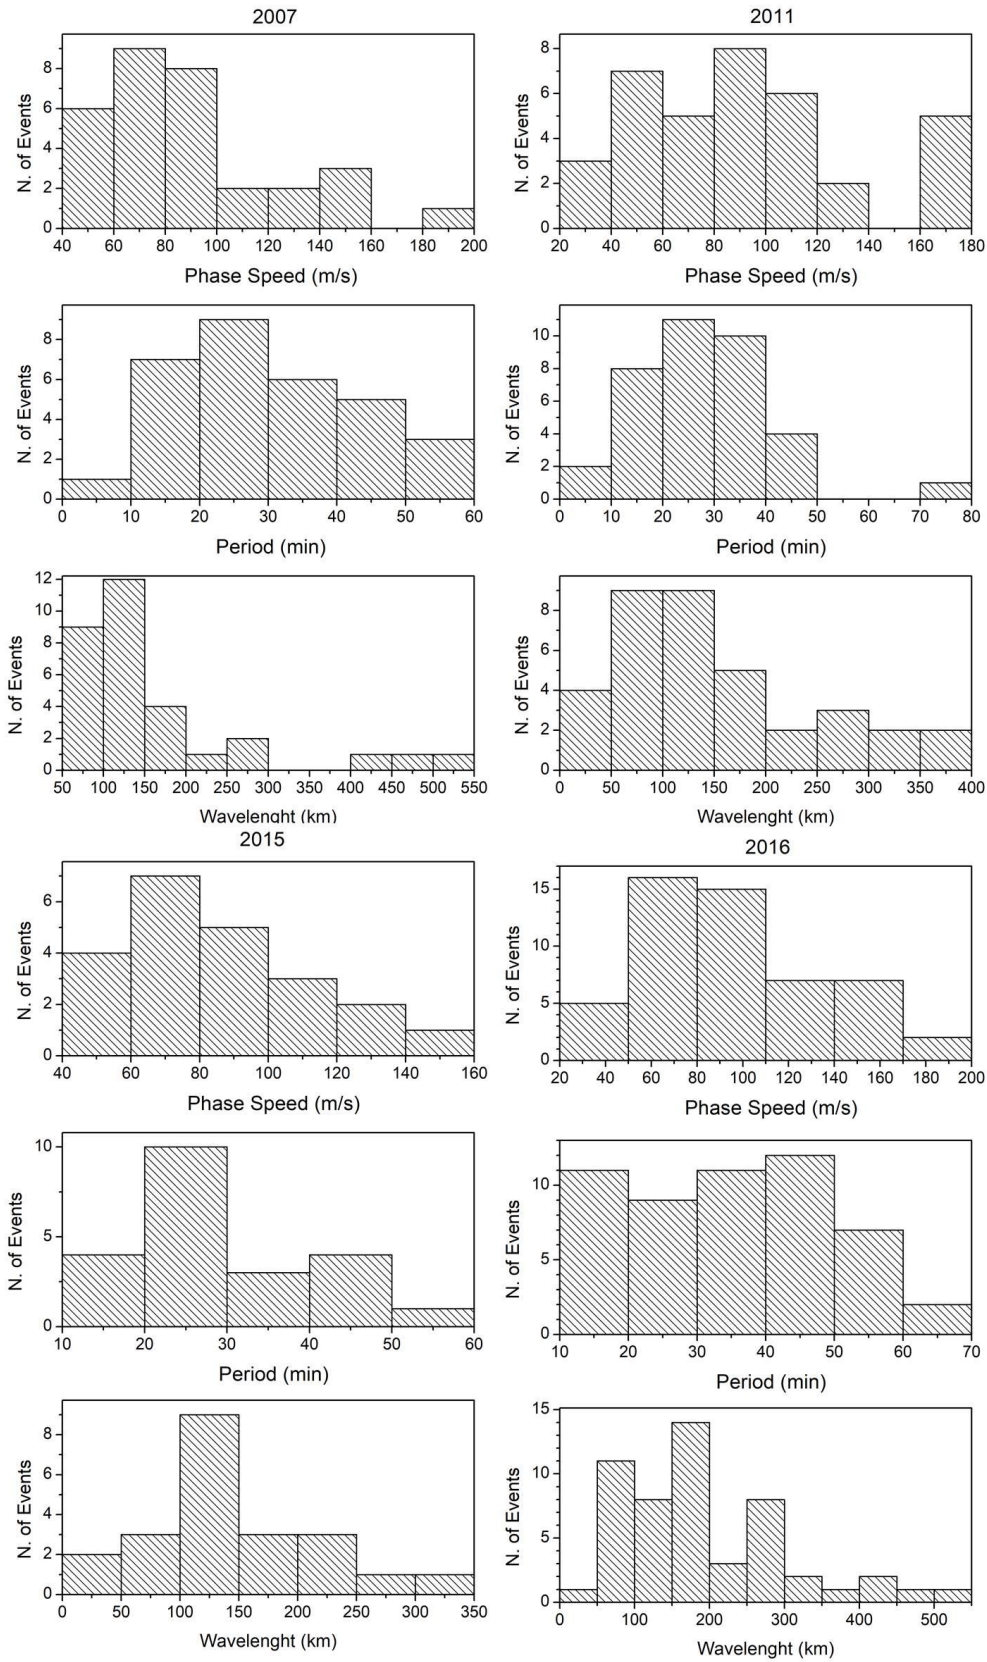 2007
N. of Events
8
6
4
2
0
40 60 80 100 120 140 160 180 200
Phase Speed (m/s)
2011
N. of Events
8
6
4
2
0
20 40 60 80 100 120 140 160 180
Phase Speed (m/s)
N. of Events
8
6
4
2
0
0 10 20 30 40 50 60
Period (min)
N. of Events
10
8
6
4
2
0
0 10 20 30 40 50 60 70 80
Period (min)
N. of Events
12
10
8
6
4
2
0
50 100 150 200 250 300 350 400 450 500 550
Wavelenght (km)
N. of Events
8
6
4
2
0
0 50 100 150 200 250 300 350 400
Wavelenght (km)
2015
N. of Events
6
4
2
0
40 60 80 100 120 140 160
Phase Speed (m/s)
2016
N. of Events
15
10
5
0
20 40 60 80 100 120 140 160 180 200
Phase Speed (m/s)
N. of Events
10
5
0
10 20 30 40 50 60
Period (min)
N. of Events
10
5
0
10 20 30 40 50 60 70
Period (min)
N. of Events
8
6
4
2
0
0 50 100 150 200 250 300 350
Wavelenght (km)
N. of Events
15
10
5
0
0 100 200 300 400 500
Wavelenght (km)